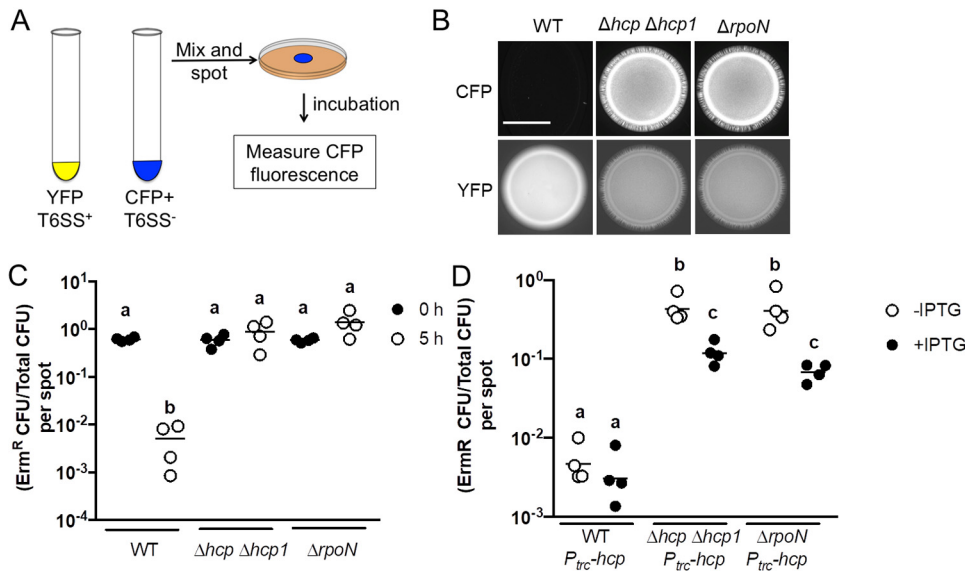 A
Mix and
spot
incubation
Measure CFP
fluorescence
YFP
T6SS⁺
CFP+
T6SS⁻
B
WT
Δhcp Δhcp1
ΔrpoN
CFP
YFP
C
(Ermᴿ CFU/Total CFU)
per spot
10¹
10⁰
10⁻¹
10⁻²
10⁻³
10⁻⁴
a
b
a
a
a
a
0 h
5 h
WT
Δhcp Δhcp1
ΔrpoN
D
(ErmR CFU/Total CFU)
per spot
10⁰
10⁻¹
10⁻²
10⁻³
a
a
b
c
b
c
-IPTG
+IPTG
WT
Pₜᵣ꜀-hcp
Δhcp Δhcp1
Pₜᵣ꜀-hcp
ΔrpoN
Pₜᵣ꜀-hcp